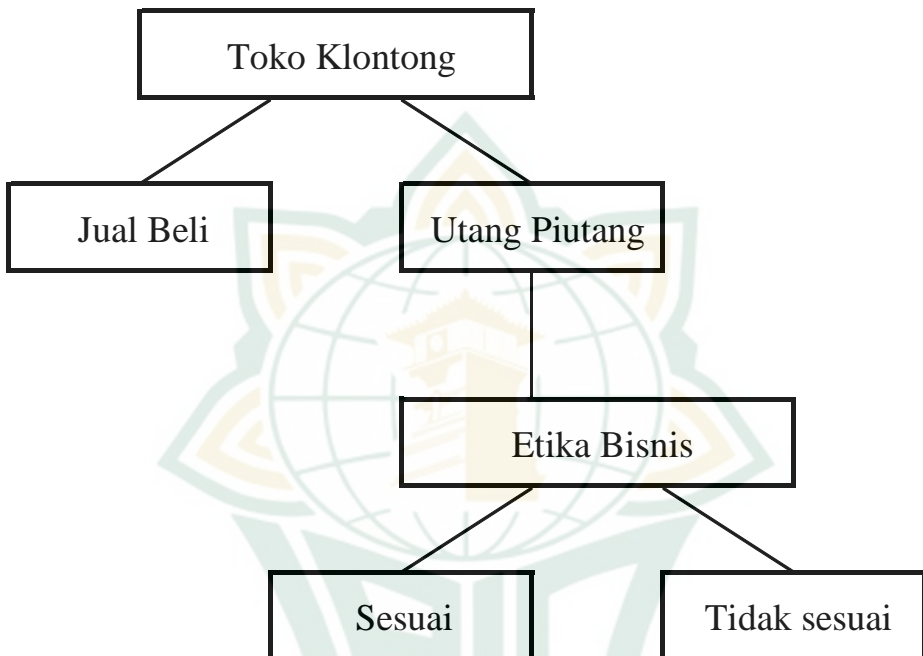 Toko Klontong
Jual Beli
Utang Piutang
Etika Bisnis
Sesuai
Tidak sesuai